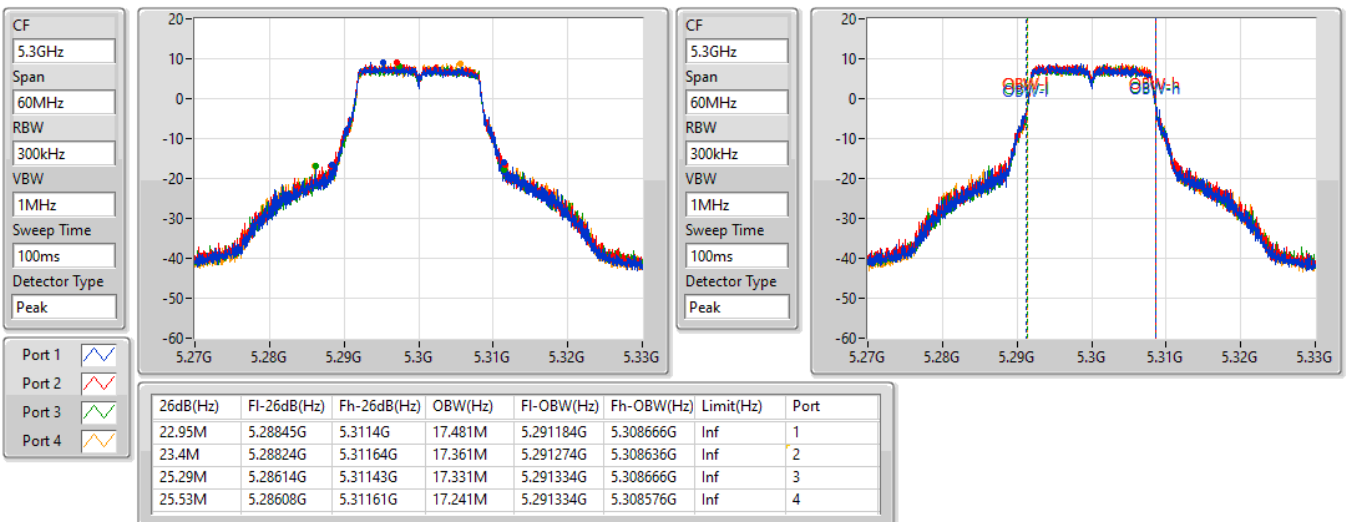 CF
5.3GHz
Span
60MHz
RBW
300kHz
VBW
1MHz
Sweep Time
100ms
Detector Type
Peak
20
10
0
-10
-20
-30
-40
-50
-60
5.27G 5.28G 5.29G 5.3G 5.31G 5.32G 5.33G
CF
5.3GHz
Span
60MHz
RBW
300kHz
VBW
1MHz
Sweep Time
100ms
Detector Type
Peak
20
10
0
-10
-20
-30
-40
-50
-60
OBW-l OBW-h
5.27G 5.28G 5.29G 5.3G 5.31G 5.32G 5.33G
Port 1
Port 2
Port 3
Port 4
26dB(Hz) Fl-26dB(Hz) Fh-26dB(Hz) OBW(Hz) Fl-OBW(Hz) Fh-OBW(Hz) Limit(Hz) Port
22.95M 5.28845G 5.3114G 17.481M 5.291184G 5.308666G Inf 1
23.4M 5.28824G 5.31164G 17.361M 5.291274G 5.308636G Inf 2
25.29M 5.28614G 5.31143G 17.331M 5.291334G 5.308666G Inf 3
25.53M 5.28608G 5.31161G 17.241M 5.291334G 5.308576G Inf 4